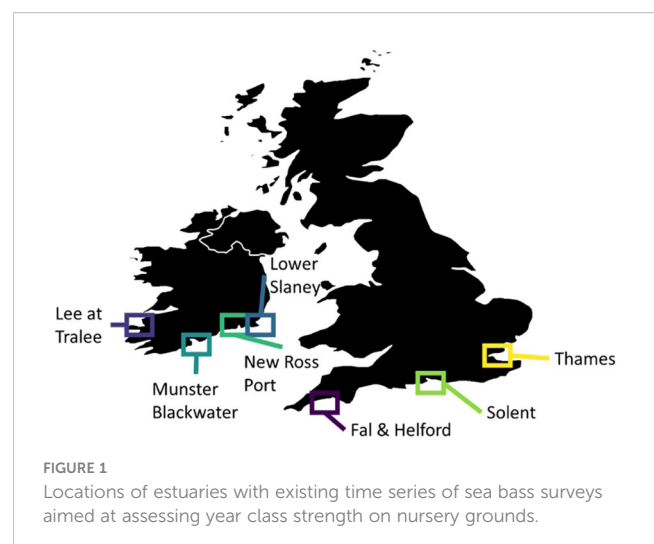 Lower
Slaney
Lee at
Tralee
New Ross
Port
Munster
Blackwater
Thames
Solent
Fal & Helford
FIGURE 1
Locations of estuaries with existing time series of sea bass surveys
aimed at assessing year class strength on nursery grounds.